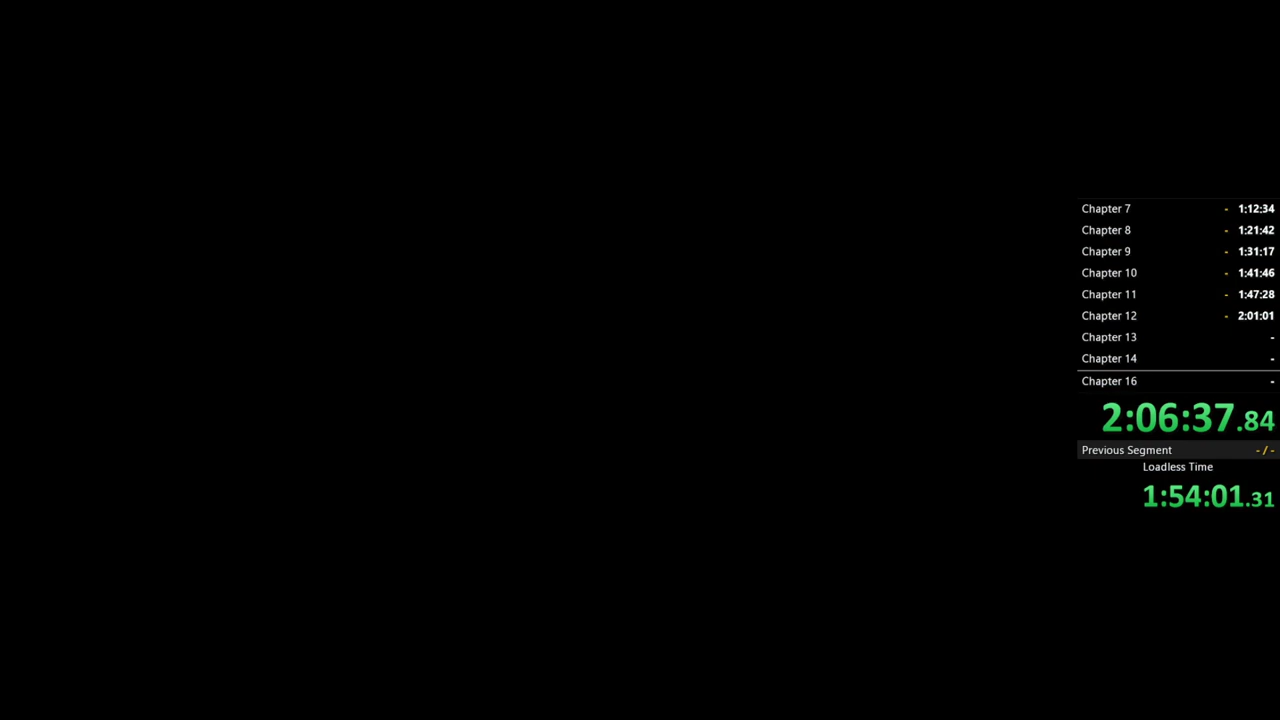 Chapter 7 - 1:12:34
Chapter 8 - 1:21:42
Chapter 9 - 1:31:17
Chapter 10 - 1:41:46
Chapter 11 - 1:47:28
Chapter 12 - 2:01:01
Chapter 13 -
Chapter 14 -
Chapter 16 -
2:06:37.84
Previous Segment - / -
Loadless Time
1:54:01.31